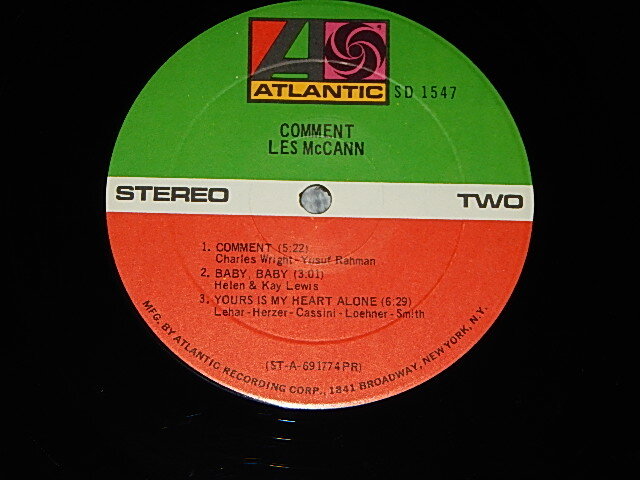 ATLANTIC
SD 1547
COMMENT
LES McCANN
STEREO
TWO
1. COMMENT (5:22)
Charles Wright-Yusuf Rahman
2. BABY, BABY (3:01)
Helen & Kay Lewis
3. YOURS IS MY HEART ALONE (6:29)
Lehar-Herzer-Cassini-Loehner-Smith
(ST-A-691774PR)
MFG. BY ATLANTIC RECORDING CORP., 1841 BROADWAY, NEW YORK, N.Y.